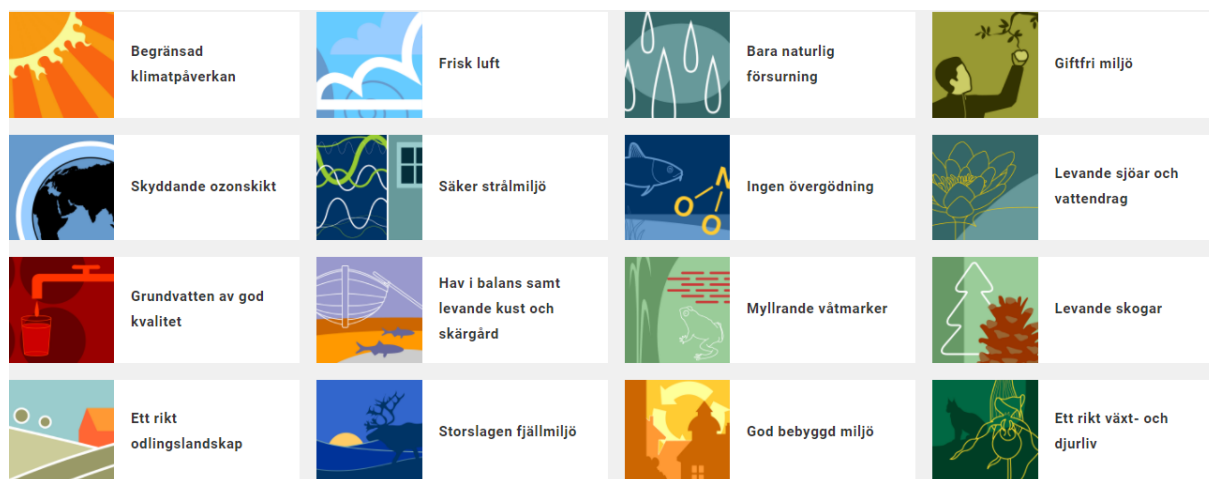 Begränsad
klimatpåverkan
Frisk luft
Bara naturlig
försurning
Giftfri miljö
Skyddande ozonskikt
Säker strålmiljö
N
O
O
Ingen övergödning
Levande sjöar och
vattendrag
Grundvatten av god
kvalitet
Hav i balans samt
levande kust och
skärgård
Myllrande våtmarker
Levande skogar
Ett rikt
odlingslandskap
Storslagen fjällmiljö
God bebyggd miljö
Ett rikt växt- och
djurliv